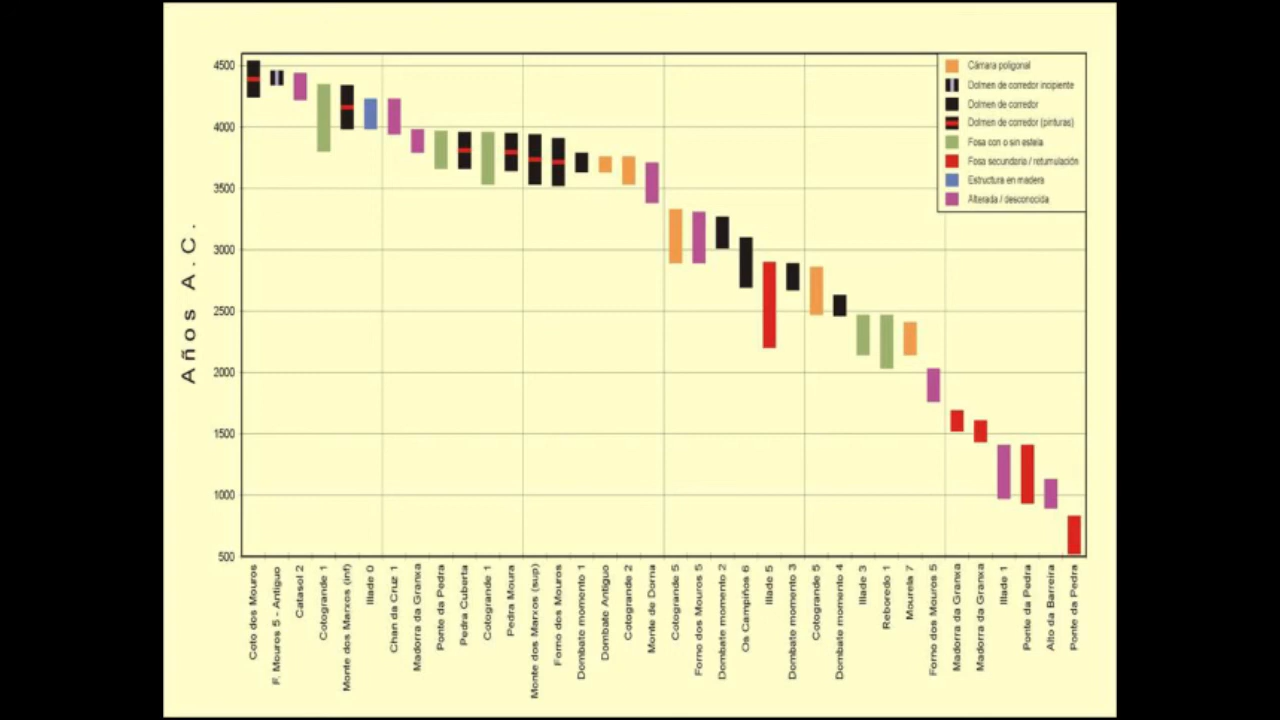 Años A.C.
4500
4000
3500
3000
2500
2000
1500
1000
500
Cámara poligonal
Dolmen de corredor incipiente
Dolmen de corredor
Dolmen de corredor (pinturas)
Fosa con o sin estela
Fosa secundaria / retumulación
Estructura en madera
Alterada / desconocida
Coto dos Mouros
F. Mouros 5 - Antiguo
Catasol 2
Cotogrande 1
Monte dos Marxos (inf)
Illade 0
Chan da Cruz 1
Madorra da Granxa
Ponte da Pedra
Pedra Cuberta
Cotogrande 1
Pedra Moura
Monte dos Marxos (sup)
Forno dos Mouros
Dombate momento 1
Dombate Antiguo
Cotogrande 2
Monte de Dorna
Cotogrande 5
Forno dos Mouros 5
Dombate momento 2
Os Campiños 6
Illade 5
Dombate momento 3
Cotogrande 5
Dombate momento 4
Illade 3
Reboredo 1
Mourela 7
Forno dos Mouros 5
Madorra da Granxa
Madorra da Granxa
Illade 1
Ponte da Pedra
Alto da Barreira
Ponte da Pedra